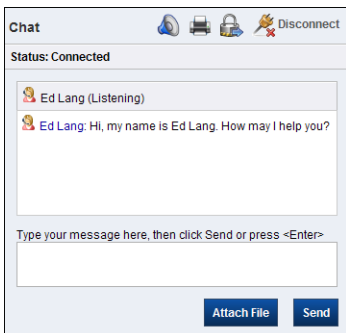 Chat
Disconnect
Status: Connected
Ed Lang (Listening)
Ed Lang: Hi, my name is Ed Lang. How may I help you?
Type your message here, then click Send or press <Enter>
Attach File
Send